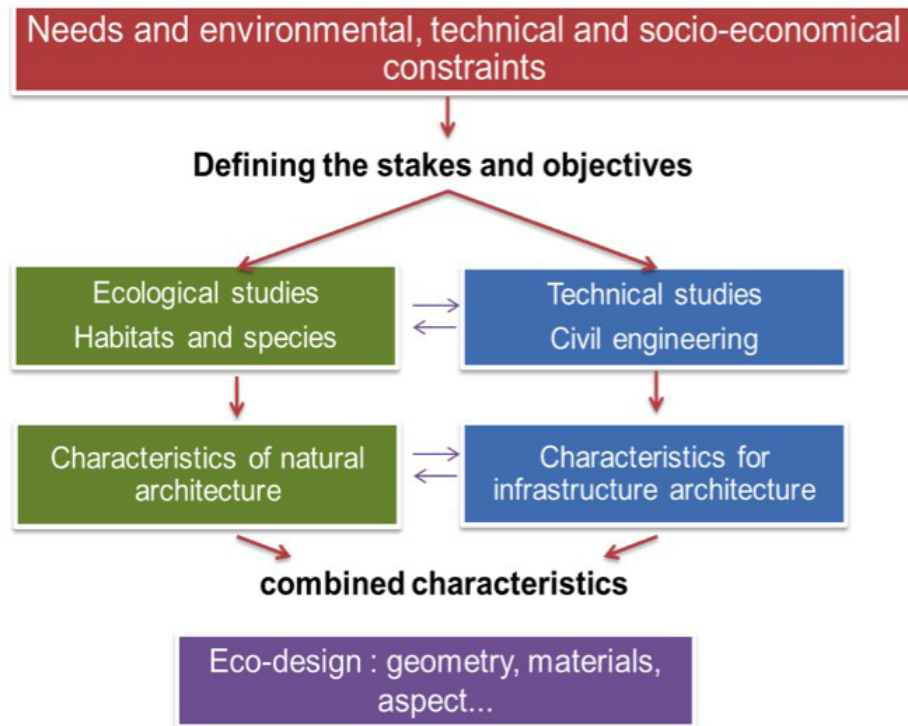 Needs and environmental, technical and socio-economical
constraints
Defining the stakes and objectives
Ecological studies
Habitats and species
Technical studies
Civil engineering
Characteristics of natural
architecture
Characteristics for
infrastructure architecture
combined characteristics
Eco-design : geometry, materials,
aspect...